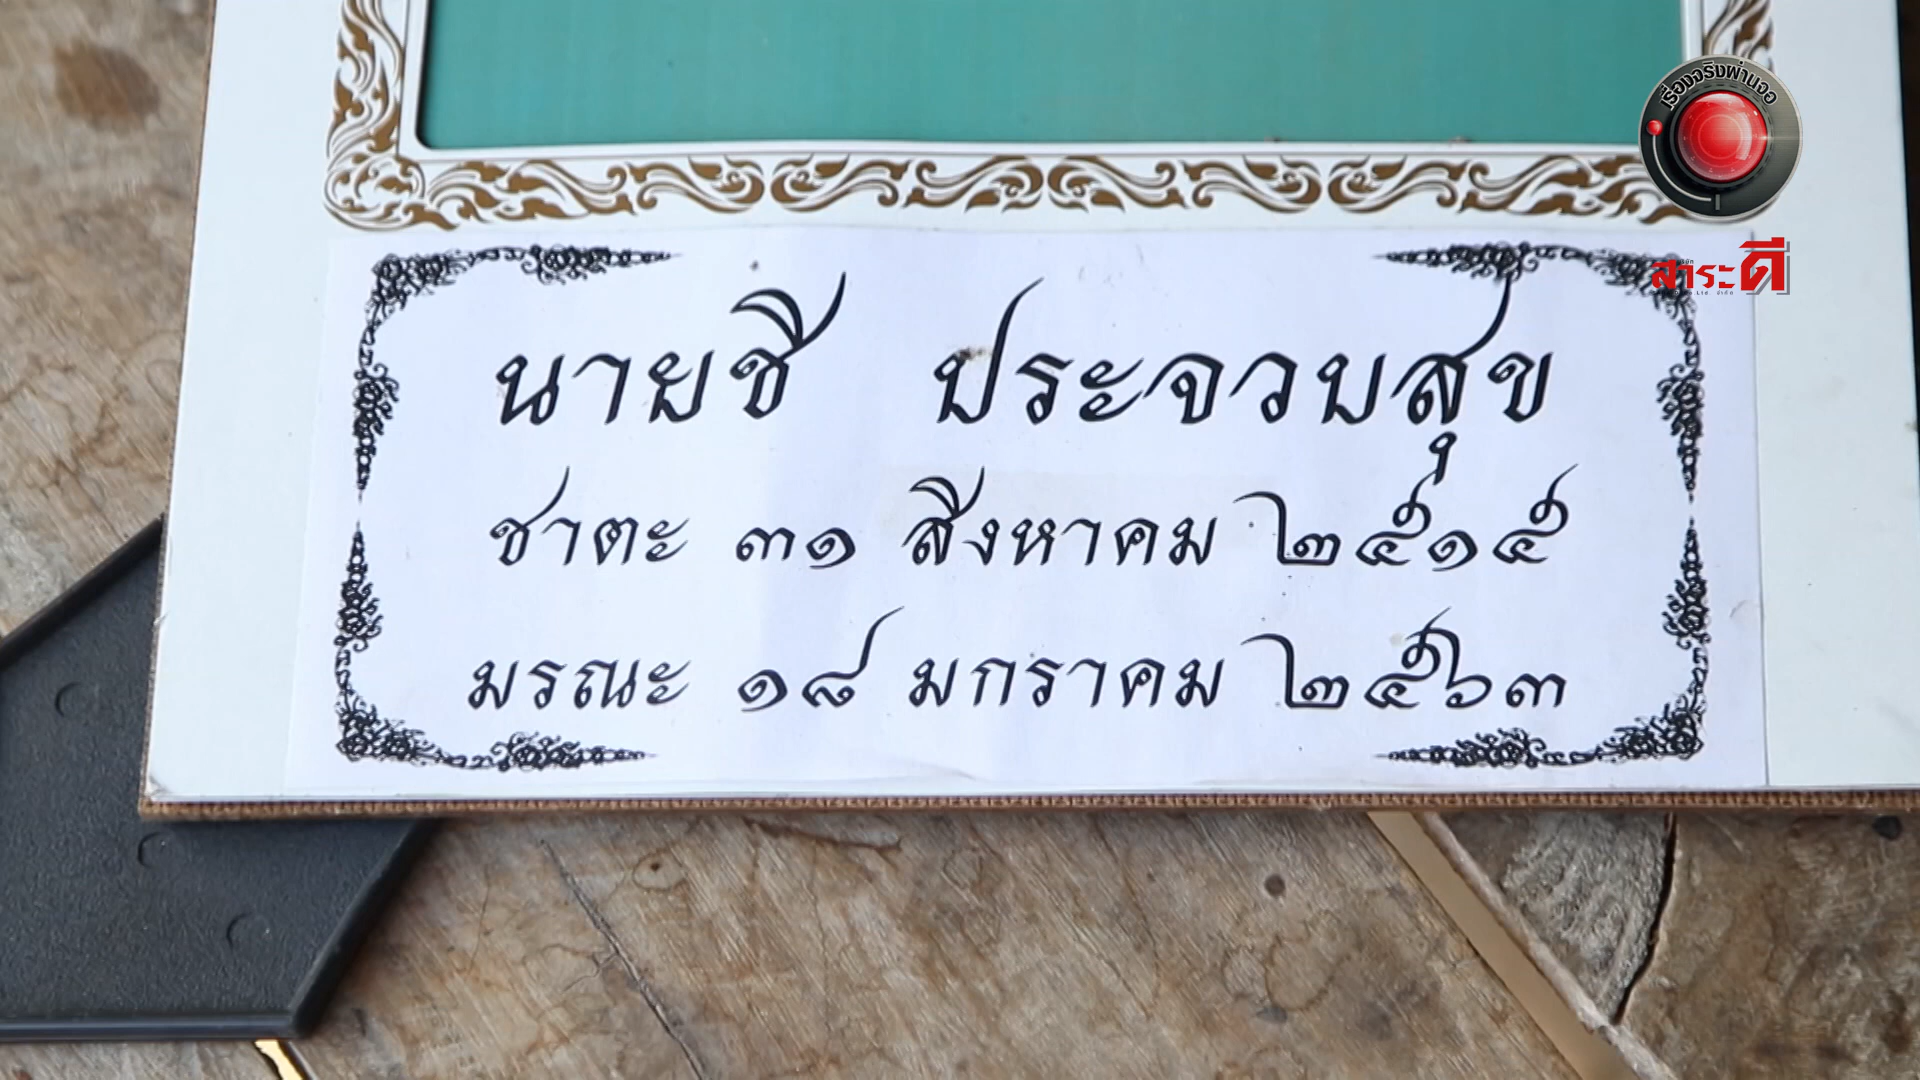 เรื่องจริงผ่านจอ
สาระดี
นายชี ประจวบสุข
ชาตะ ๓๑ สิงหาคม ๒๕๑๕
มรณะ ๑๘ มกราคม ๒๕๖๓